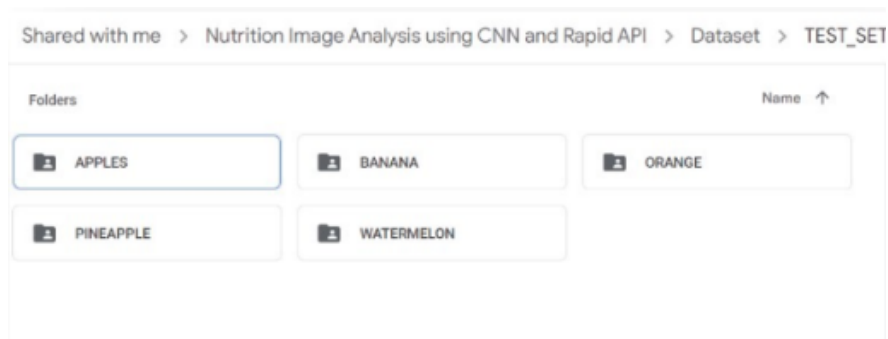 Shared with me > Nutrition Image Analysis using CNN and Rapid API > Dataset > TEST_SET
Folders Name ↑
APPLES BANANA ORANGE
PINEAPPLE WATERMELON